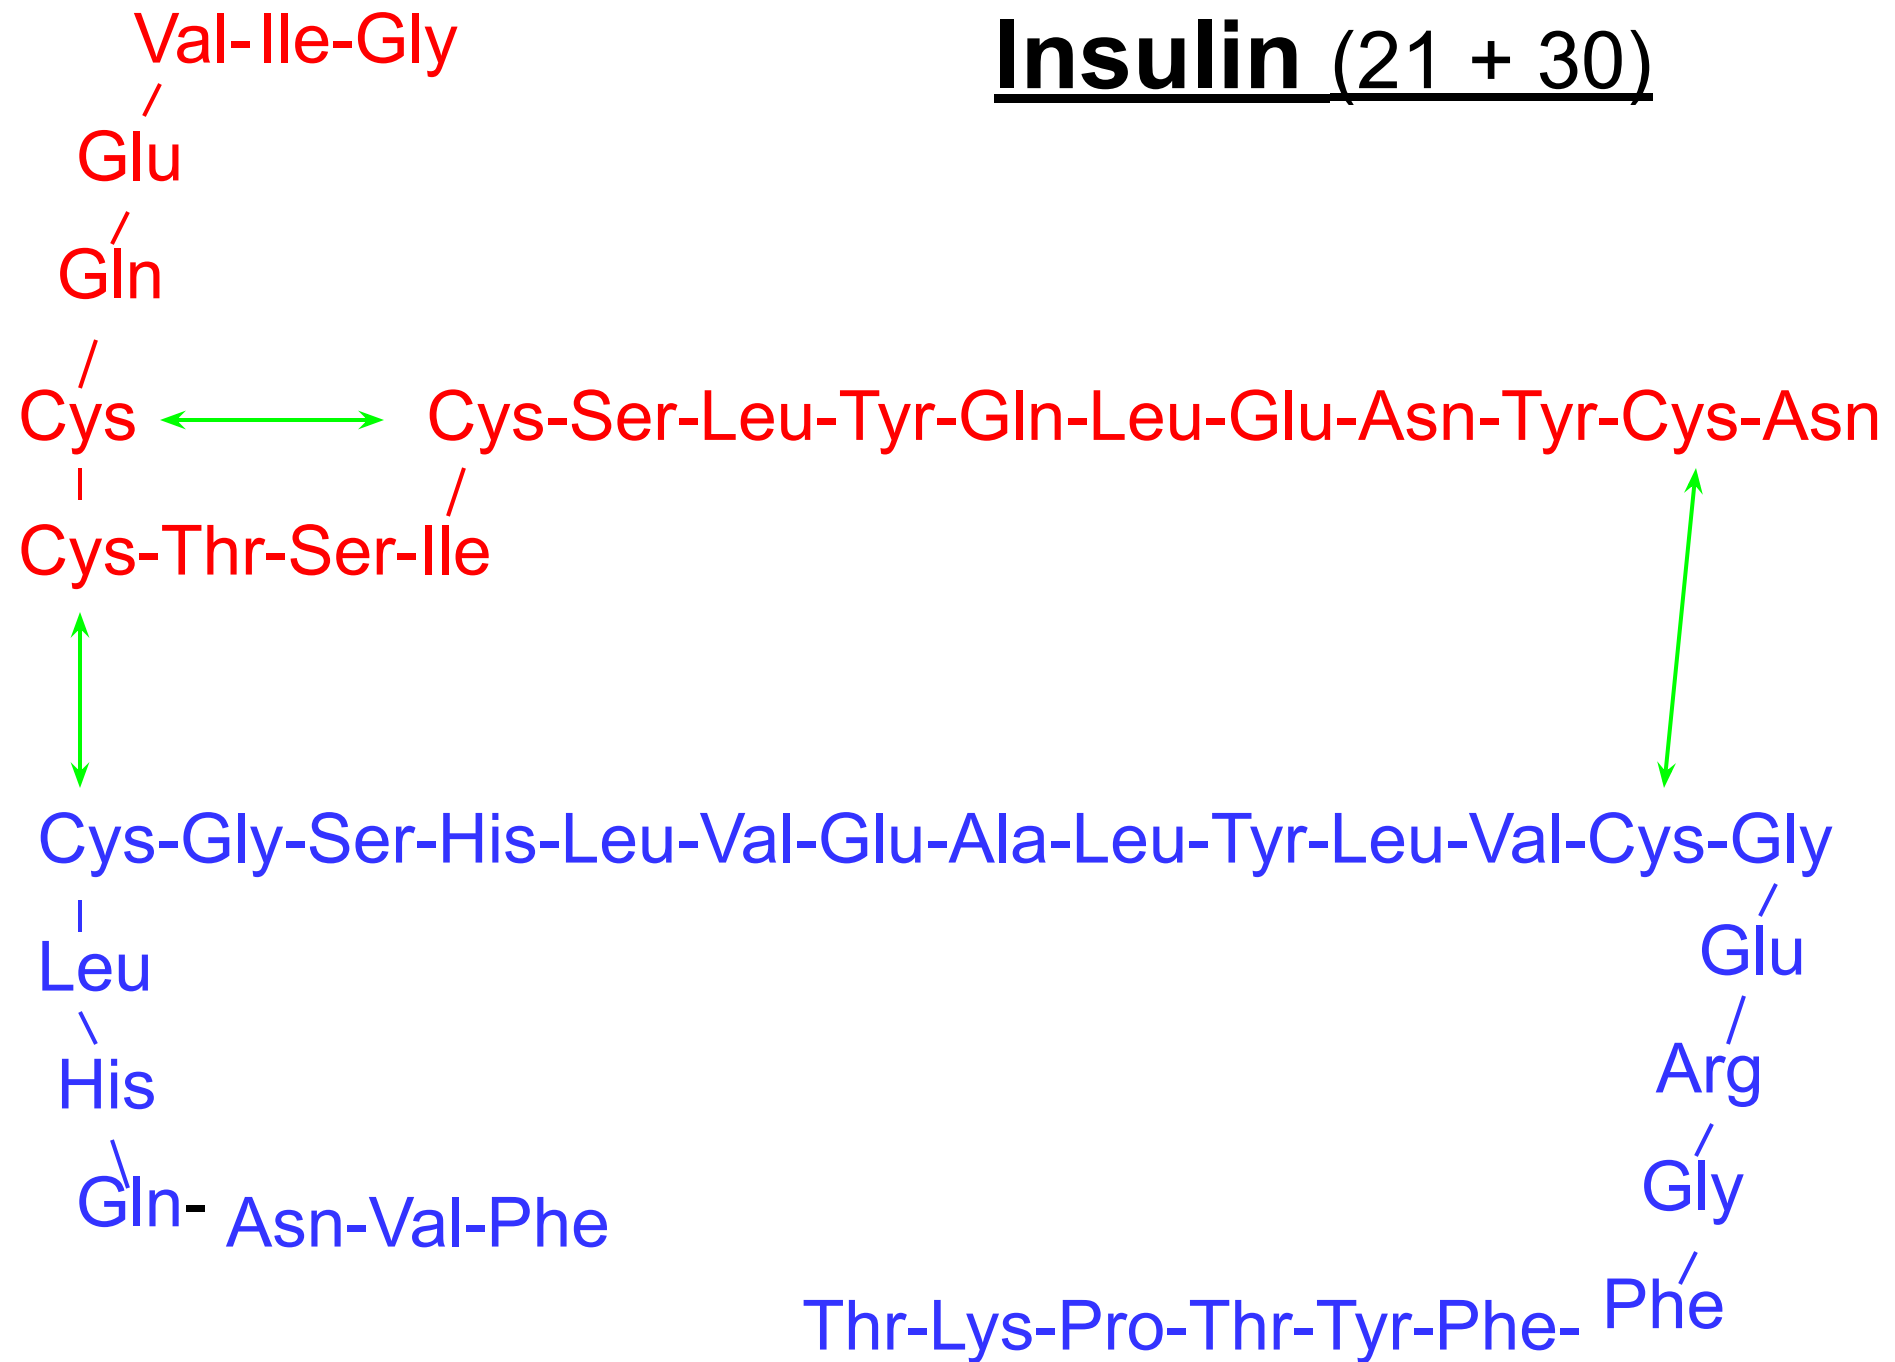 Val-Ile-Gly
Insulin (21 + 30)
Glu
Gln
Cys
Cys-Ser-Leu-Tyr-Gln-Leu-Glu-Asn-Tyr-Cys-Asn
Cys-Thr-Ser-Ile
Cys-Gly-Ser-His-Leu-Val-Glu-Ala-Leu-Tyr-Leu-Val-Cys-Gly
Leu
Glu
His
Arg
Gln- Asn-Val-Phe
Gly
Thr-Lys-Pro-Thr-Tyr-Phe- Phe